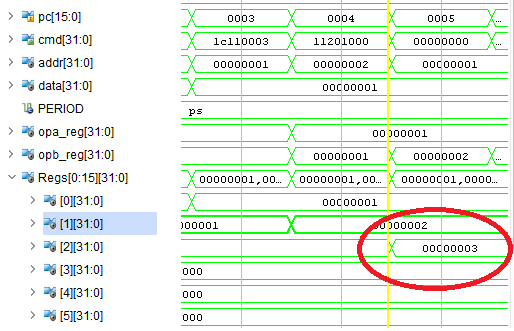 pc[15:0] 0003 0004 0005 ...
cmd[31:0] 1c110003 11201000 00000000 ...
addr[31:0] 00000001 00000002 00000001
data[31:0] 00000001
PERIOD ps
opa_reg[31:0] 00000001
opb_reg[31:0] 00000001 00000002 ...
Regs[0:15][31:0] 00000001,00... 00000001,00... 00000001,0000...
[0][31:0] 00000001
[1][31:0] 00000001 00000002
[2][31:0] 00000003
[3][31:0] 000
[4][31:0] 000
[5][31:0] 000